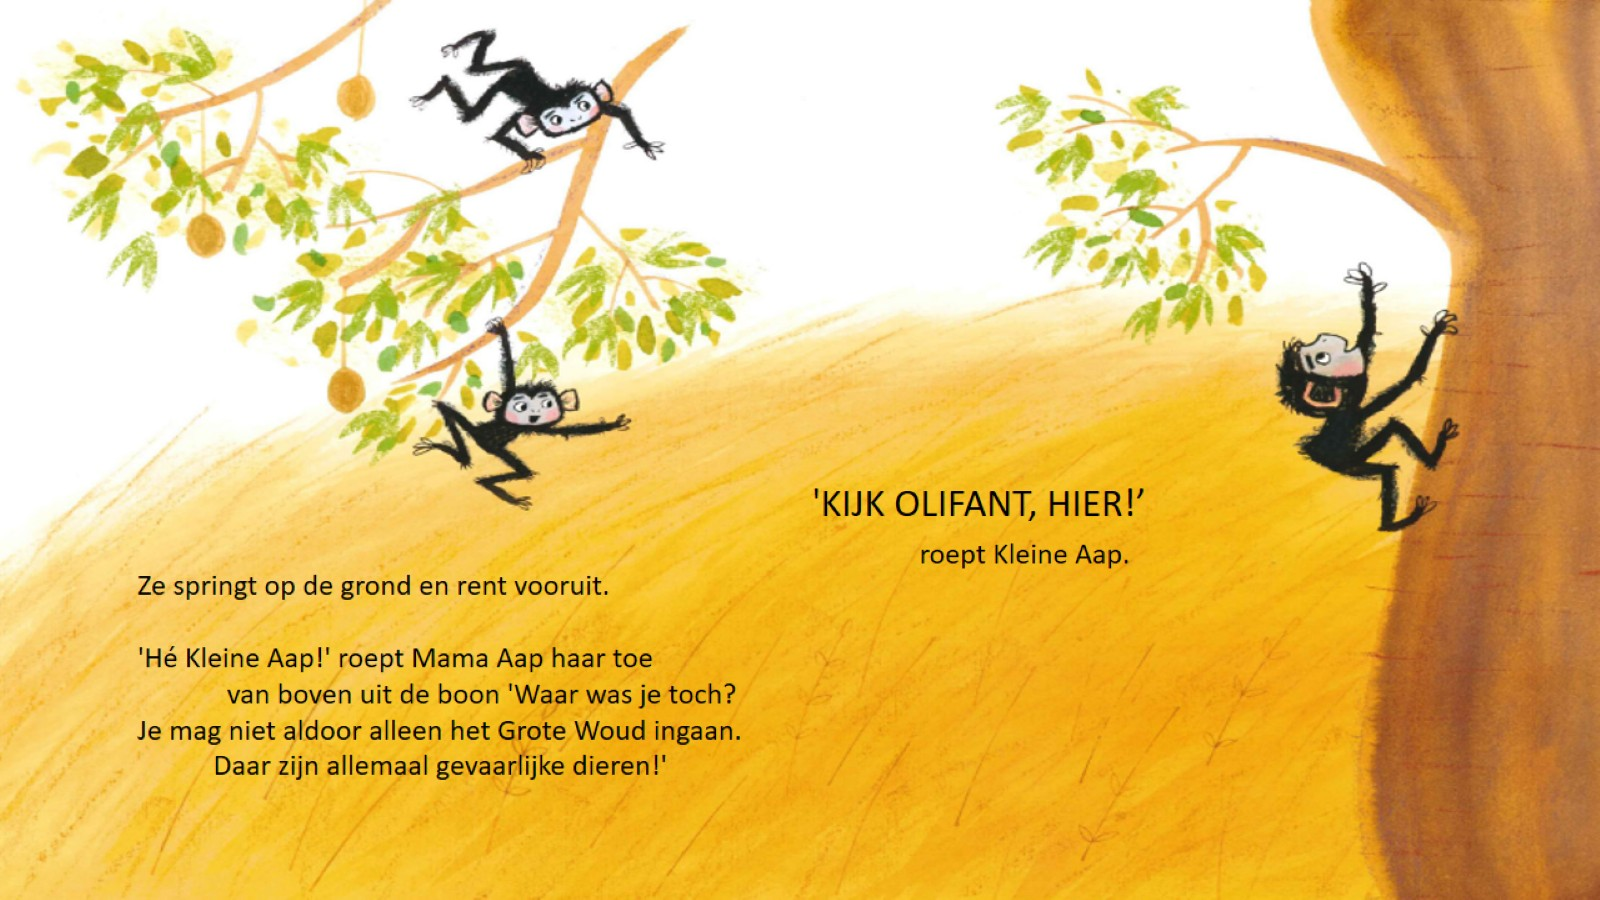 Ze springt op de grond en rent vooruit.
'Hé Kleine Aap!' roept Mama Aap haar toe
van boven uit de boon 'Waar was je toch?
Je mag niet aldoor alleen het Grote Woud ingaan.
Daar zijn allemaal gevaarlijke dieren!'
'KIJK OLIFANT, HIER!’
roept Kleine Aap.